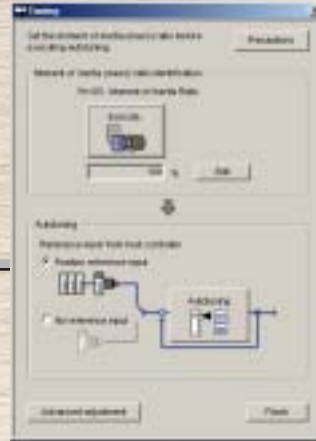 Tuning
Set the moment of inertia (mass) ratio before
executing autotuning.
Precautions
Moment of inertia (mass) ratio identification
Pn103: Moment of Inertia Ratio
Execute
%
Edit
Autotuning
Reference input from host controller
Position reference input
Autotuning
No reference input
Advanced adjustment
Finish